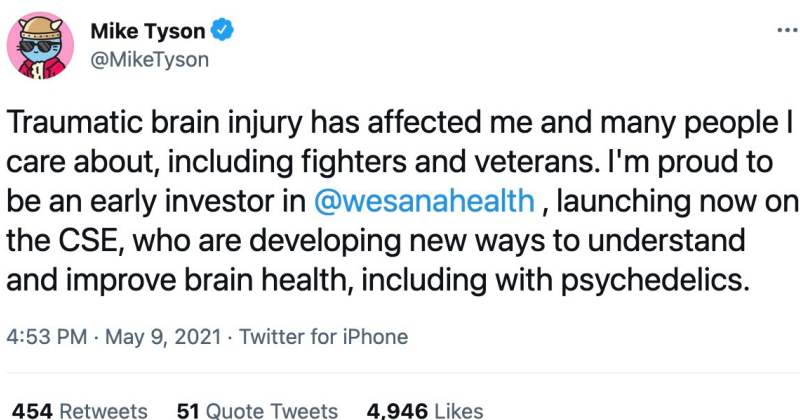 Mike Tyson
@MikeTyson
Traumatic brain injury has affected me and many people I
care about, including fighters and veterans. I'm proud to
be an early investor in @wesanahealth , launching now on
the CSE, who are developing new ways to understand
and improve brain health, including with psychedelics.
4:53 PM · May 9, 2021 · Twitter for iPhone
454 Retweets 51 Quote Tweets 4,946 Likes